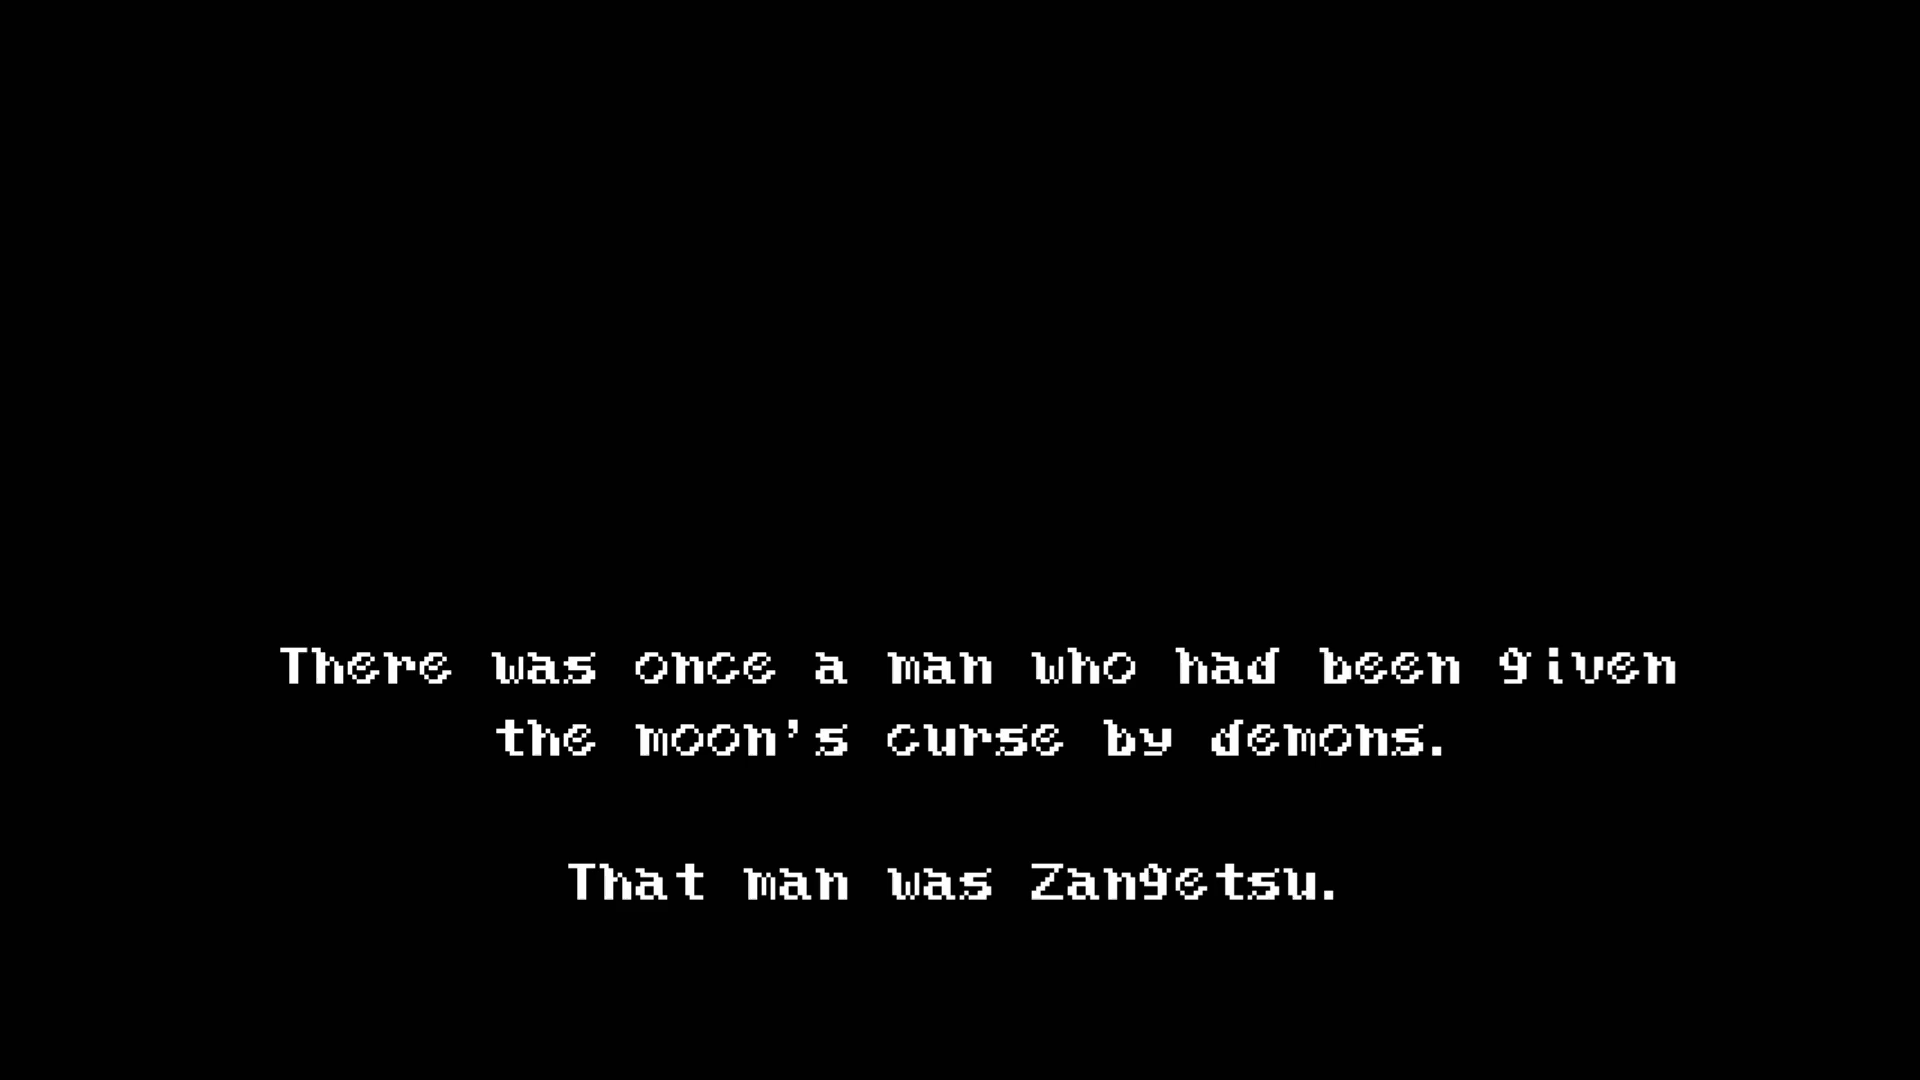 There was once a man who had been given
the moon's curse by demons.
That man was Zangetsu.